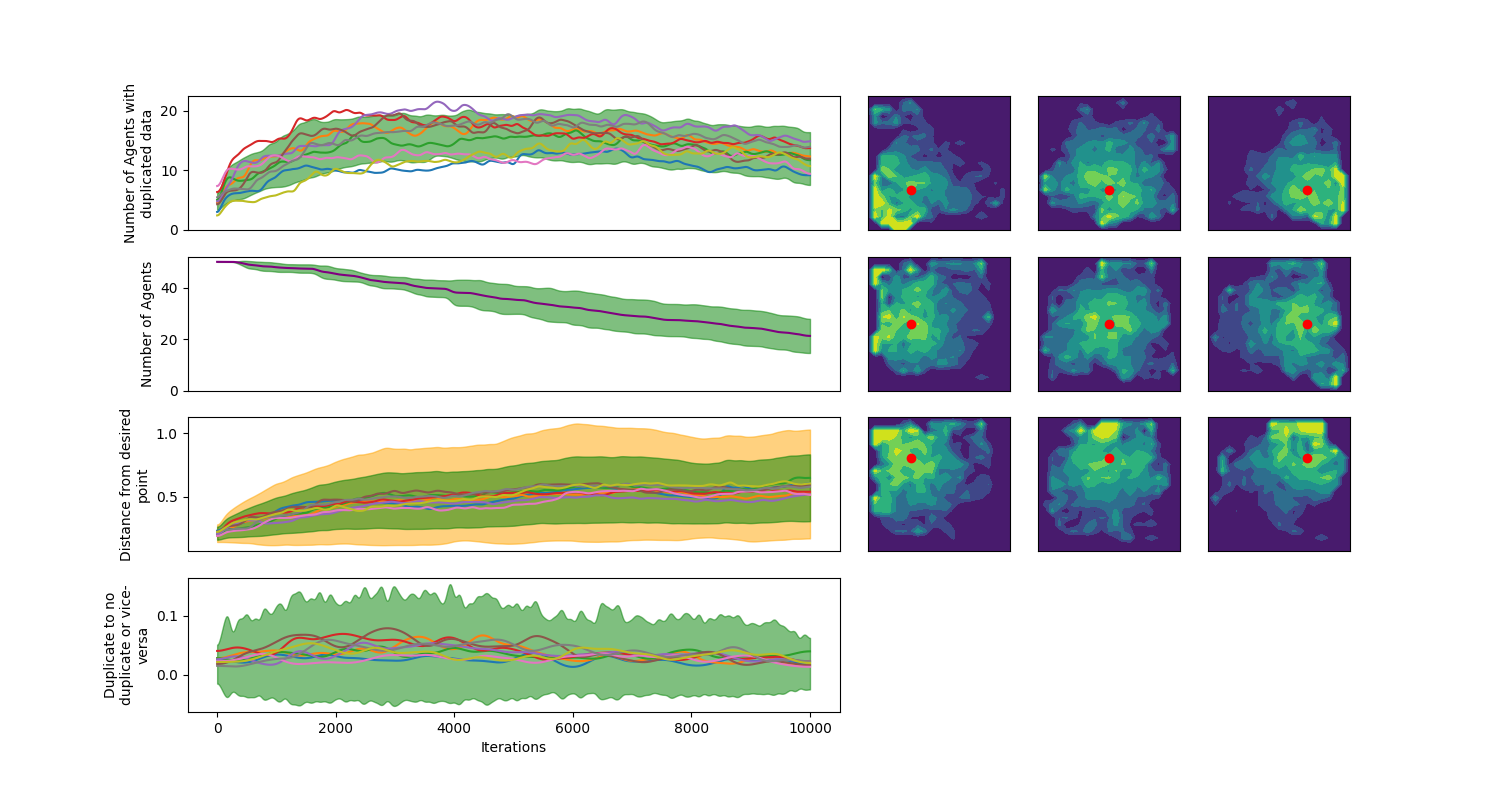 Number of Agents with
duplicated data
20
10
0
Number of Agents
40
20
0
Distance from desired
point
1.0
0.5
Duplicate to no
duplicate or vice-
versa
0.1
0.0
0 2000 4000 6000 8000 10000
Iterations